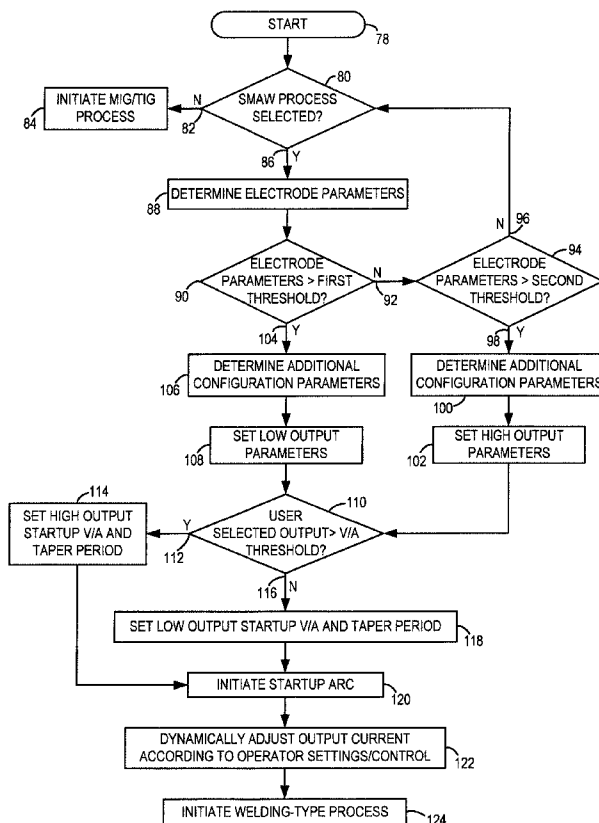 START
78
80
SMAW PROCESS
SELECTED?
N
82
INITIATE MIG/TIG
PROCESS
84
86
Y
DETERMINE ELECTRODE PARAMETERS
88
ELECTRODE
PARAMETERS > FIRST
THRESHOLD?
90
N
92
N
96
94
ELECTRODE
PARAMETERS > SECOND
THRESHOLD?
104
Y
98
Y
DETERMINE ADDITIONAL
CONFIGURATION PARAMETERS
106
DETERMINE ADDITIONAL
CONFIGURATION PARAMETERS
100
SET LOW OUTPUT
PARAMETERS
108
SET HIGH OUTPUT
PARAMETERS
102
110
USER
SELECTED OUTPUT> V/A
THRESHOLD?
Y
112
114
SET HIGH OUTPUT
STARTUP V/A AND
TAPER PERIOD
116
N
SET LOW OUTPUT STARTUP V/A AND TAPER PERIOD
118
INITIATE STARTUP ARC
120
DYNAMICALLY ADJUST OUTPUT CURRENT
ACCORDING TO OPERATOR SETTINGS/CONTROL
122
INITIATE WELDING-TYPE PROCESS
124